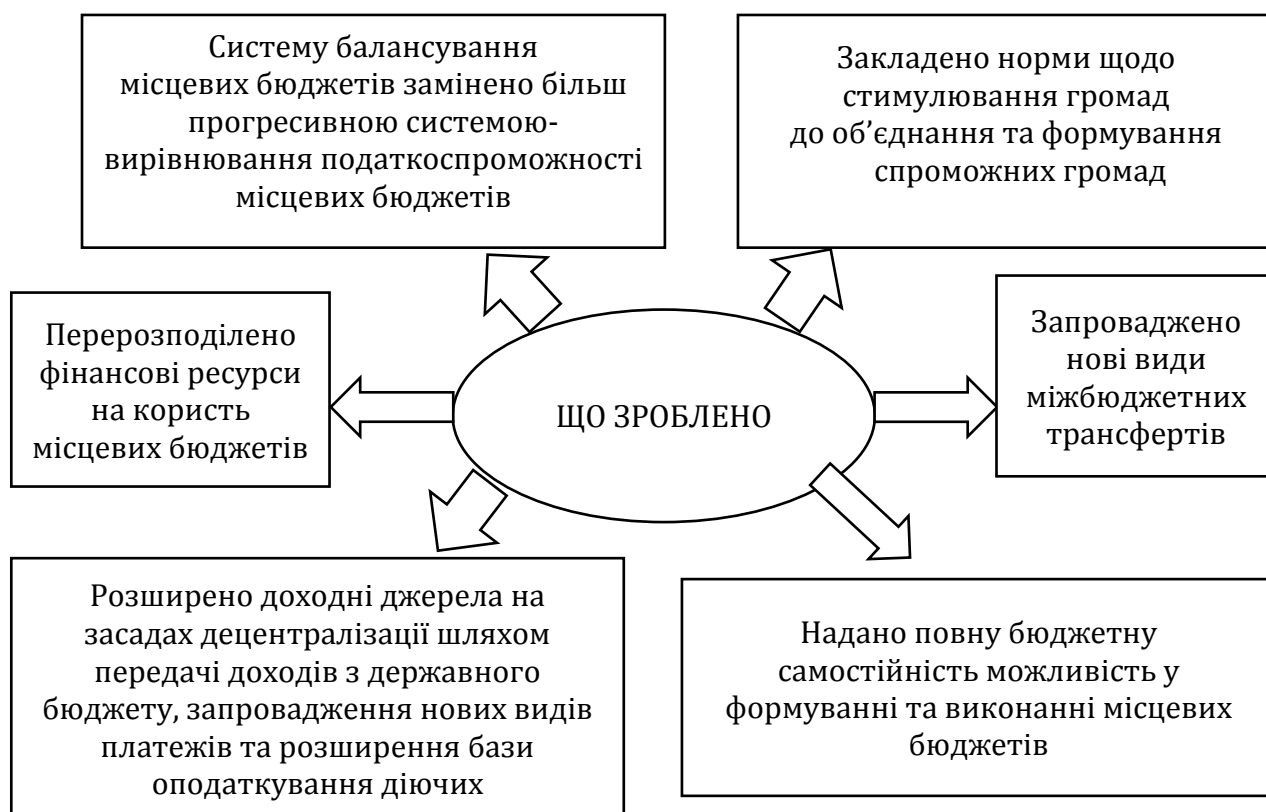 Систему балансування
місцевих бюджетів замінено більш
прогресивною системою-
вирівнювання податкоспроможності
місцевих бюджетів
Закладено норми щодо
стимулювання громад
до об’єднання та формування
спроможних громад
Перерозподілено
фінансові ресурси
на користь
місцевих бюджетів
ЩО ЗРОБЛЕНО
Запроваджено
нові види
міжбюджетних
трансфертів
Розширено доходні джерела на
засадах децентралізації шляхом
передачі доходів з державного
бюджету, запровадження нових видів
платежів та розширення бази
оподаткування діючих
Надано повну бюджетну
самостійність можливість у
формуванні та виконанні місцевих
бюджетів